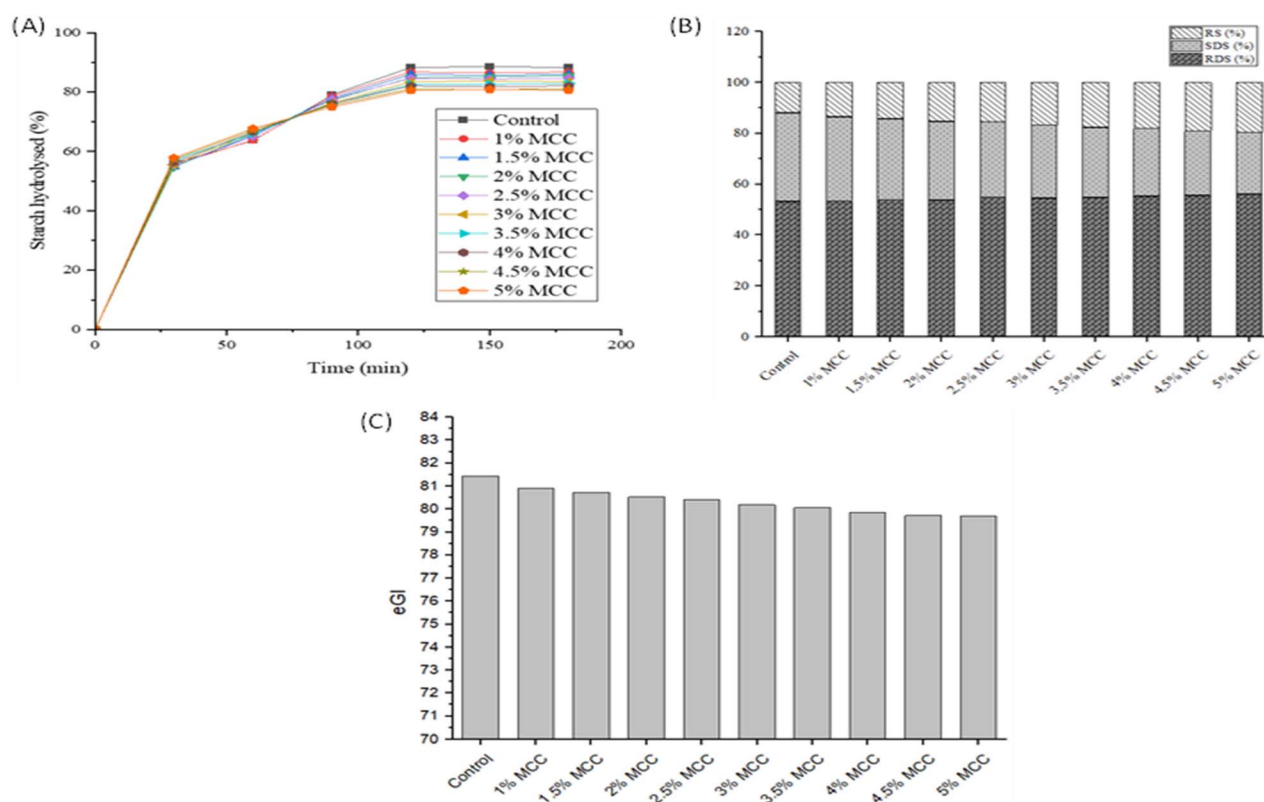 (A)
100
80
60
40
20
0
Starch hydrolysed (%)
Control
1% MCC
1.5% MCC
2% MCC
2.5% MCC
3% MCC
3.5% MCC
4% MCC
4.5% MCC
5% MCC
0 50 100 150 200
Time (min)
(B)
120
100
80
60
40
20
0
RS (%)
SDS (%)
RDS (%)
Control 1% MCC 1.5% MCC 2% MCC 2.5% MCC 3% MCC 3.5% MCC 4% MCC 4.5% MCC 5% MCC
(C)
84
83
82
81
80
79
78
77
76
75
74
73
72
71
70
eGI
Control 1% MCC 1.5% MCC 2% MCC 2.5% MCC 3% MCC 3.5% MCC 4% MCC 4.5% MCC 5% MCC